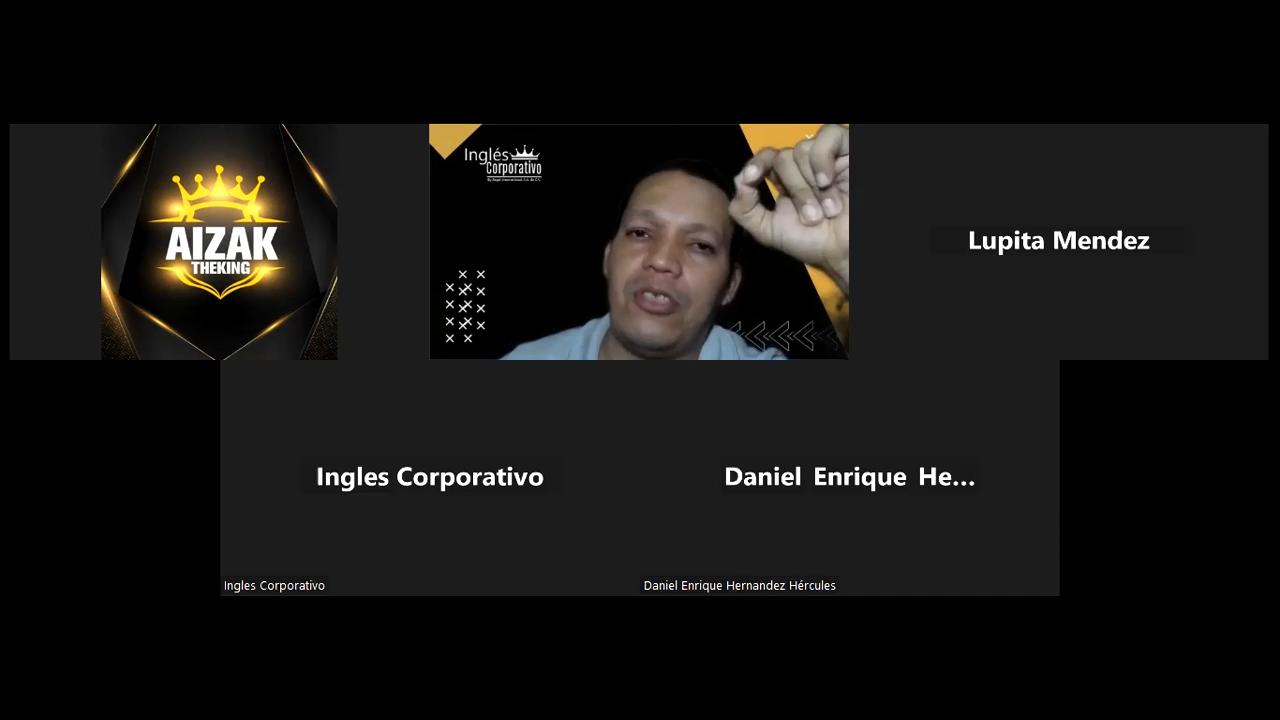 AIZAK
THEKING
Inglés
Corporativo
Lupita Mendez
Ingles Corporativo
Daniel Enrique He...
Ingles Corporativo
Daniel Enrique Hernandez Hércules